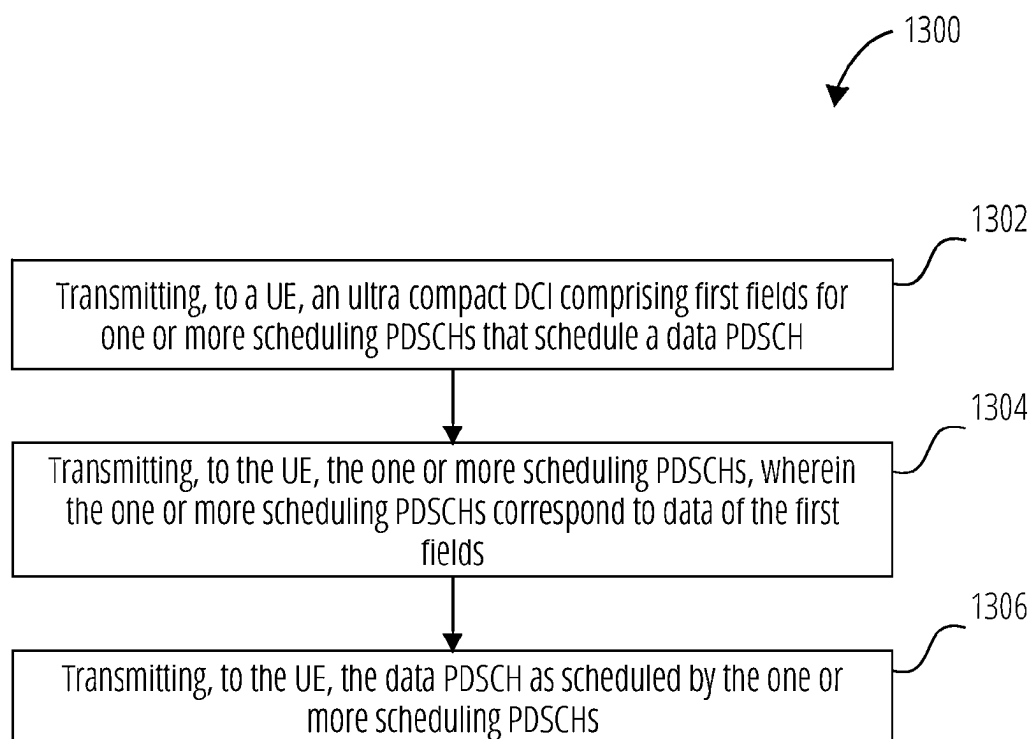 1300
1302
Transmitting, to a UE, an ultra compact DCI comprising first fields for
one or more scheduling PDSCHs that schedule a data PDSCH
1304
Transmitting, to the UE, the one or more scheduling PDSCHs, wherein
the one or more scheduling PDSCHs correspond to data of the first
fields
1306
Transmitting, to the UE, the data PDSCH as scheduled by the one or
more scheduling PDSCHs